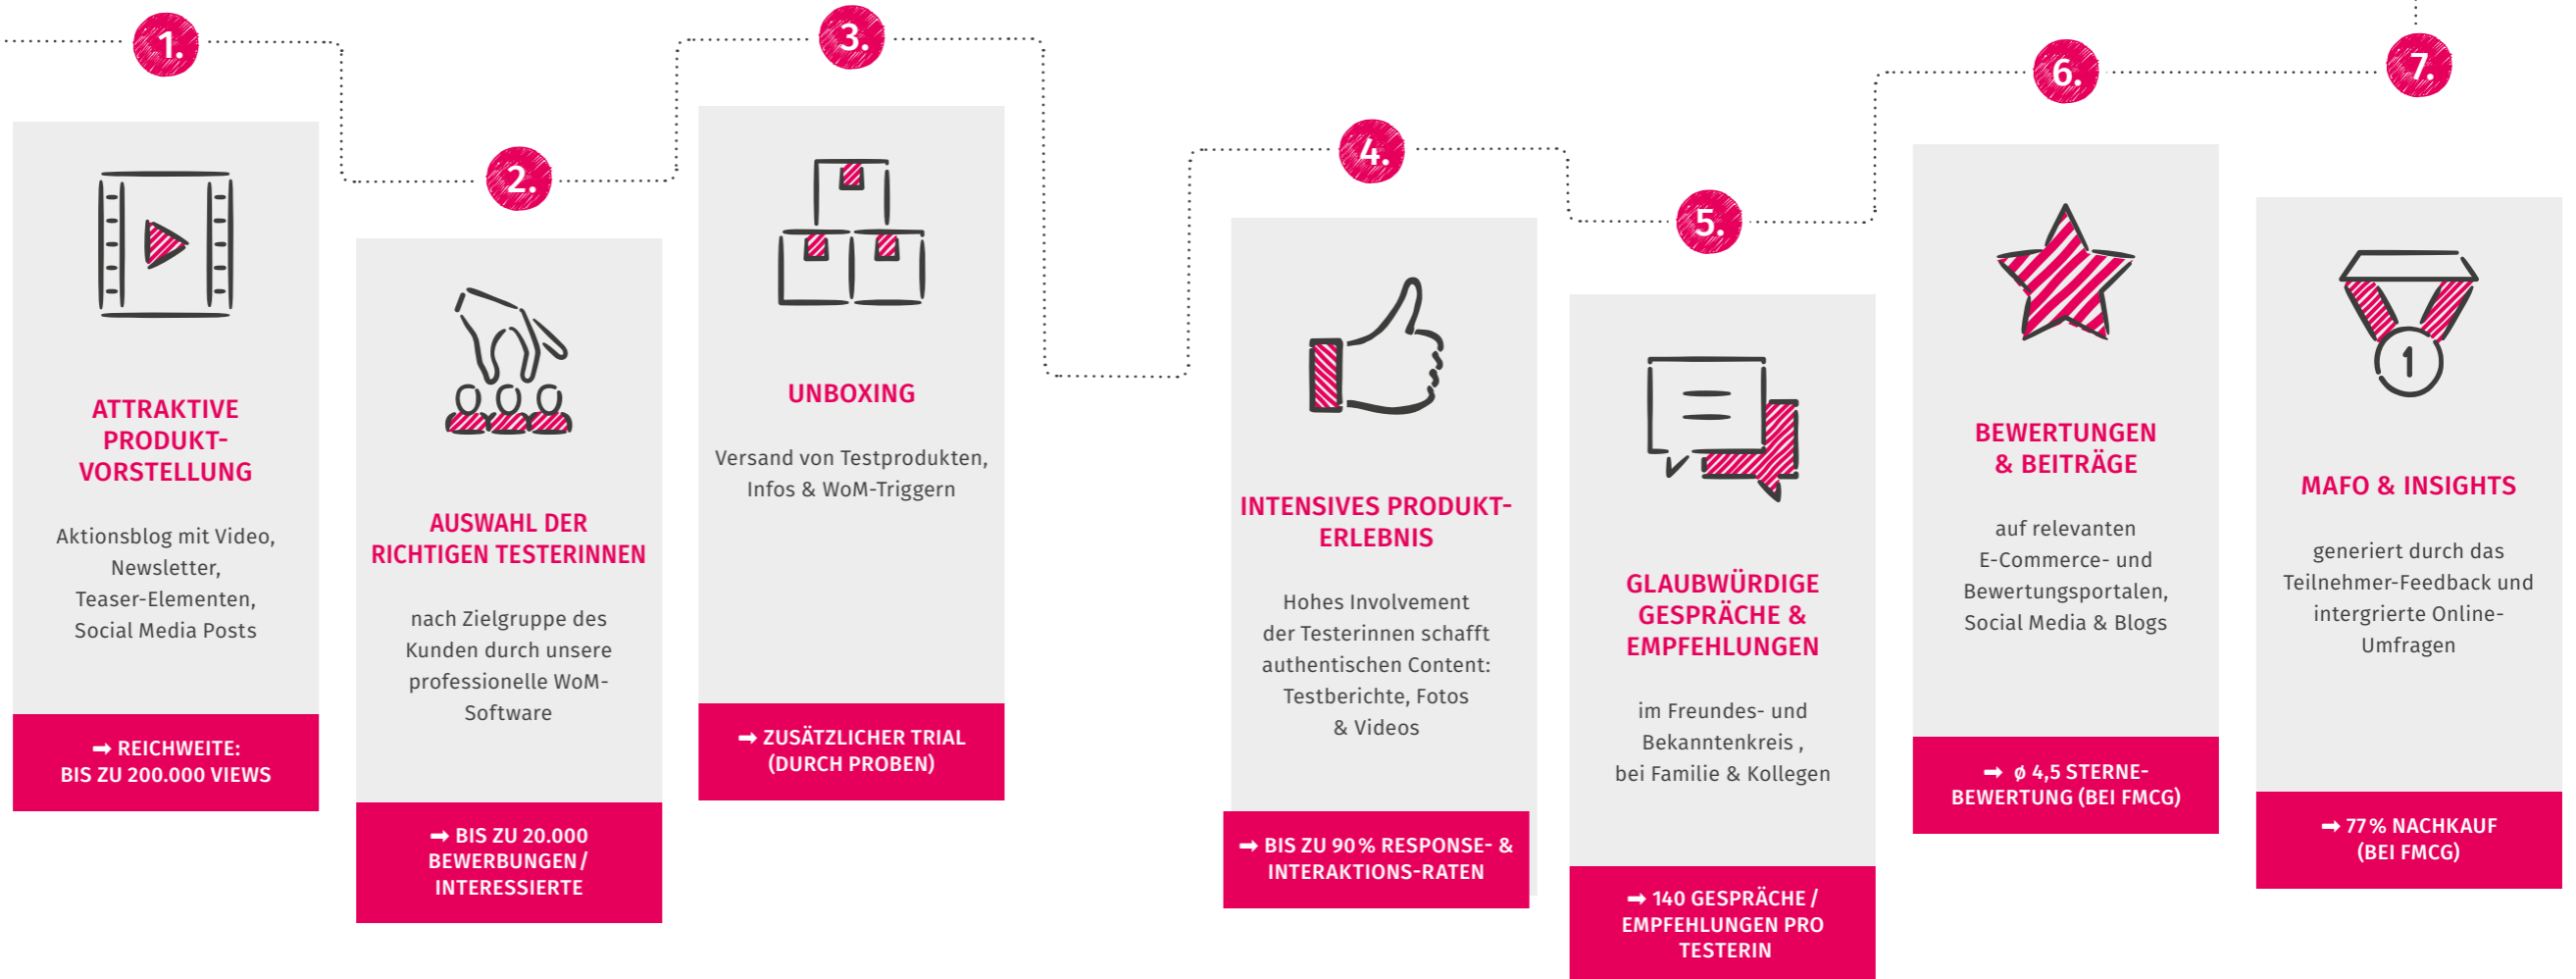 1.
ATTRAKTIVE
PRODUKT-
VORSTELLUNG
Aktionsblog mit Video,
Newsletter,
Teaser-Elementen,
Social Media Posts
➞ REICHWEITE:
BIS ZU 200.000 VIEWS
2.
AUSWAHL DER
RICHTIGEN TESTERINNEN
nach Zielgruppe des
Kunden durch unsere
professionelle WoM-
Software
➞ BIS ZU 20.000
BEWERBUNGEN/
INTERESSIERTE
3.
UNBOXING
Versand von Testprodukten,
Infos & WoM-Triggern
➞ ZUSÄTZLICHER TRIAL
(DURCH PROBEN)
4.
INTENSIVES PRODUKT-
ERLEBNIS
Hohes Involvement
der Testerinnen schafft
authentischen Content:
Testberichte, Fotos
& Videos
➞ BIS ZU 90% RESPONSE- &
INTERAKTIONS-RATEN
5.
GLAUBWÜRDIGE
GESPRÄCHE &
EMPFEHLUNGEN
im Freundes- und
Bekanntenkreis ,
bei Familie & Kollegen
➞ 140 GESPRÄCHE/
EMPFEHLUNGEN PRO
TESTERIN
6.
BEWERTUNGEN
& BEITRÄGE
auf relevanten
E-Commerce- und
Bewertungsportalen,
Social Media & Blogs
➞ ø 4,5 STERNE-
BEWERTUNG (BEI FMCG)
7.
1
MAFO & INSIGHTS
generiert durch das
Teilnehmer-Feedback und
intergrierte Online-
Umfragen
➞ 77% NACHKAUF
(BEI FMCG)